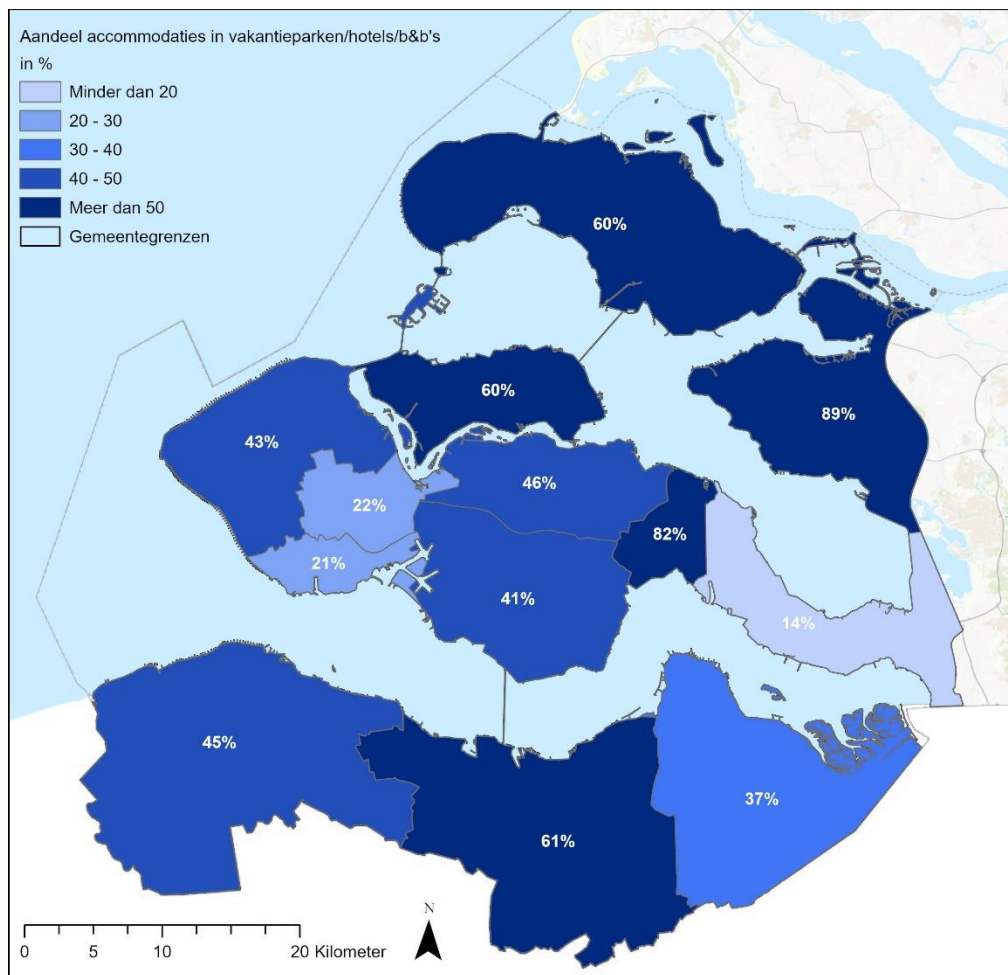 Aandeel accommodaties in vakantieparken/hotels/b&b's
in %
Minder dan 20
20 - 30
30 - 40
40 - 50
Meer dan 50
Gemeentegrenzen
60%
60%
89%
43%
46%
22%
82%
21%
41%
14%
45%
37%
61%
N
0 5 10 20 Kilometer